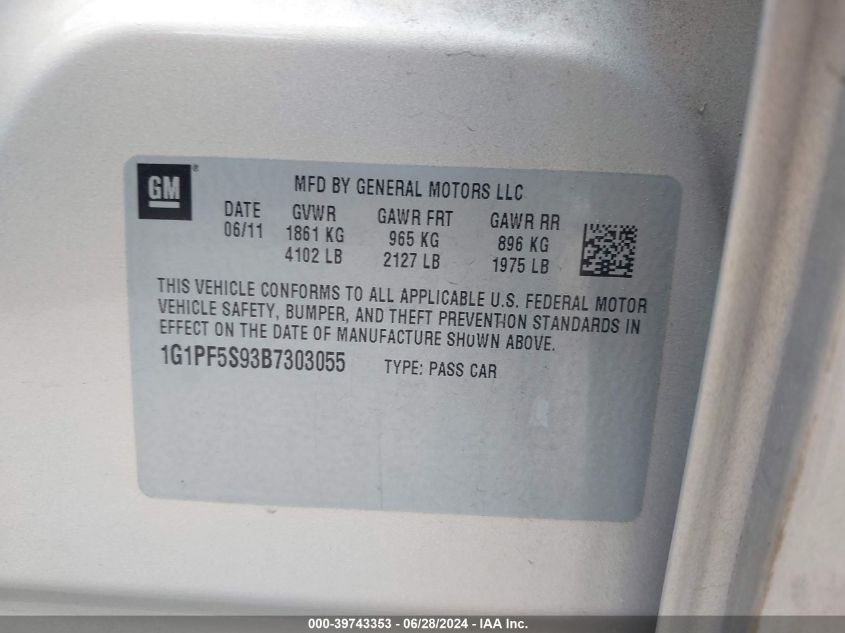 GM ®
MFD BY GENERAL MOTORS LLC
DATE GVWR GAWR FRT GAWR RR
06/11 1861 KG 965 KG 896 KG
4102 LB 2127 LB 1975 LB
THIS VEHICLE CONFORMS TO ALL APPLICABLE U.S. FEDERAL MOTOR
VEHICLE SAFETY, BUMPER, AND THEFT PREVENTION STANDARDS IN
EFFECT ON THE DATE OF MANUFACTURE SHOWN ABOVE.
1G1PF5S93B7303055 TYPE: PASS CAR
000-39743353 - 06/28/2024 - IAA Inc.